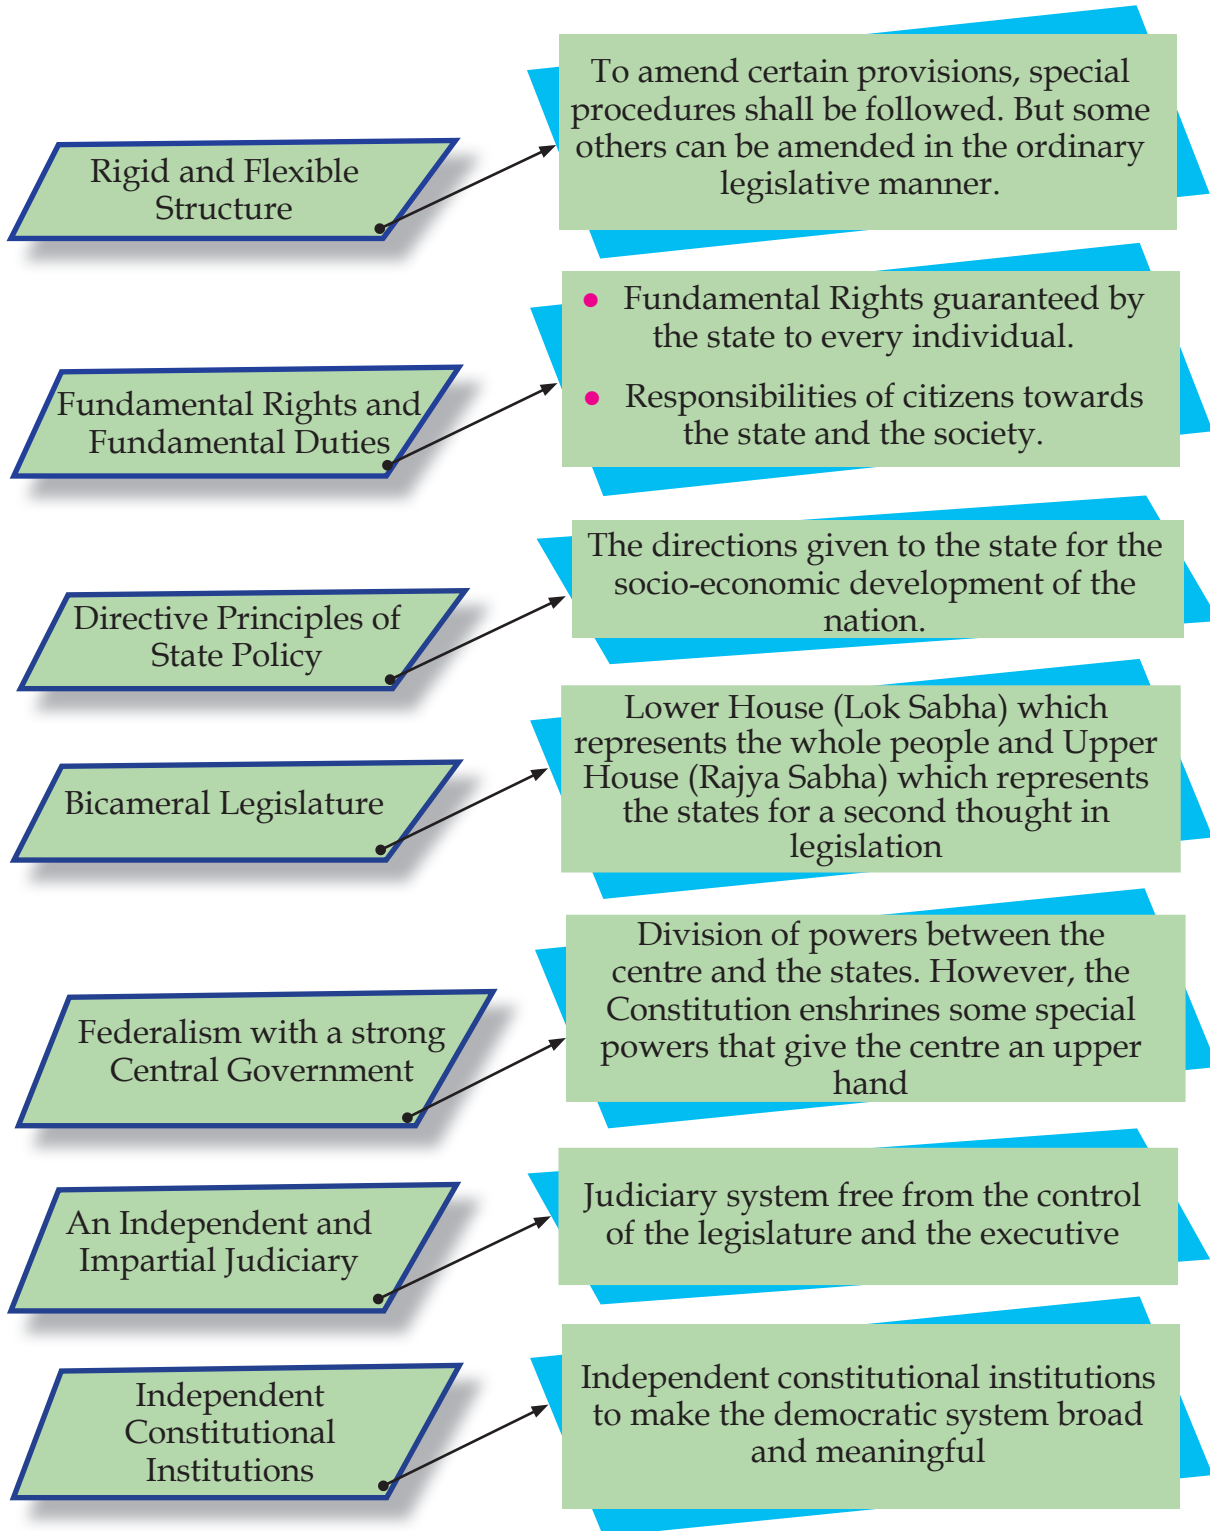 Rigid and Flexible
Structure
To amend certain provisions, special
procedures shall be followed. But some
others can be amended in the ordinary
legislative manner.
Fundamental Rights and
Fundamental Duties
● Fundamental Rights guaranteed by
the state to every individual.
● Responsibilities of citizens towards
the state and the society.
Directive Principles of
State Policy
The directions given to the state for the
socio-economic development of the
nation.
Bicameral Legislature
Lower House (Lok Sabha) which
represents the whole people and Upper
House (Rajya Sabha) which represents
the states for a second thought in
legislation
Federalism with a strong
Central Government
Division of powers between the
centre and the states. However, the
Constitution enshrines some special
powers that give the centre an upper
hand
An Independent and
Impartial Judiciary
Judiciary system free from the control
of the legislature and the executive
Independent
Constitutional
Institutions
Independent constitutional institutions
to make the democratic system broad
and meaningful